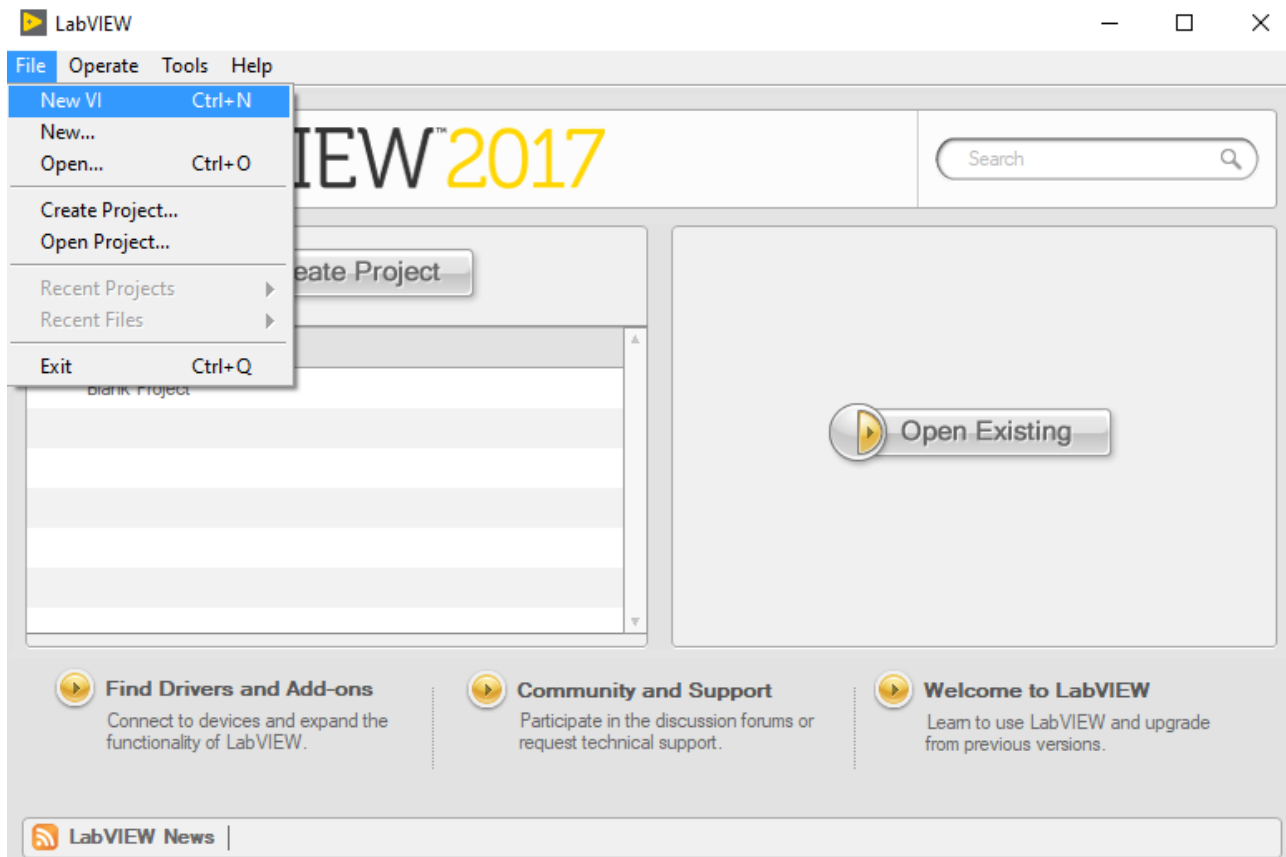 LabVIEW
File Operate Tools Help
New VI Ctrl+N
New...
Open... Ctrl+O
Create Project...
Open Project...
Recent Projects
Recent Files
Exit Ctrl+Q
IEW™ 2017
Search
eate Project
Blank Project
Open Existing
Find Drivers and Add-ons
Connect to devices and expand the
functionality of LabVIEW.
Community and Support
Participate in the discussion forums or
request technical support.
Welcome to LabVIEW
Learn to use LabVIEW and upgrade
from previous versions.
LabVIEW News